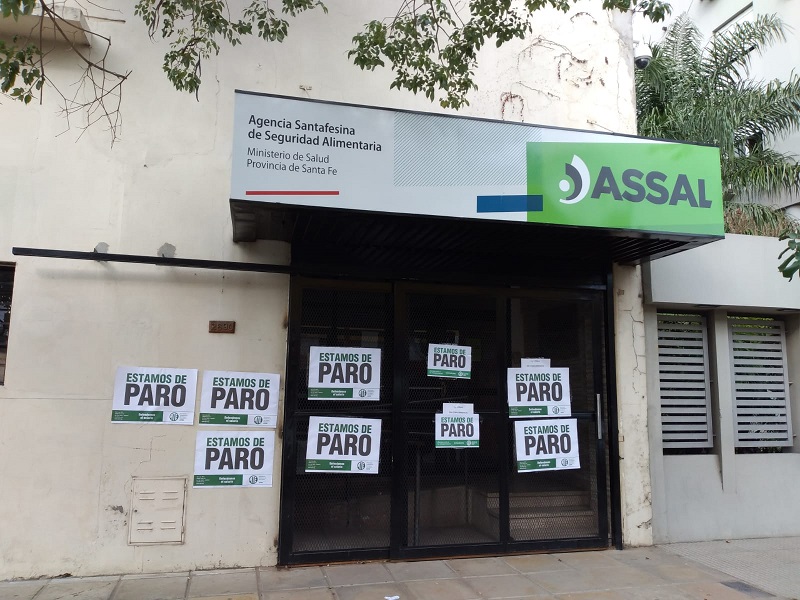 Agencia Santafesina
de Seguridad Alimentaria
Ministerio de Salud
Provincia de Santa Fe
ASSAL
ESTAMOS DE
PARO
ESTAMOS DE
PARO
ESTAMOS DE
PARO
ESTAMOS DE
PARO
ESTAMOS DE
PARO
ESTAMOS DE
PARO
ESTAMOS DE
PARO
ESTAMOS DE
PARO
ESTAMOS DE
PARO